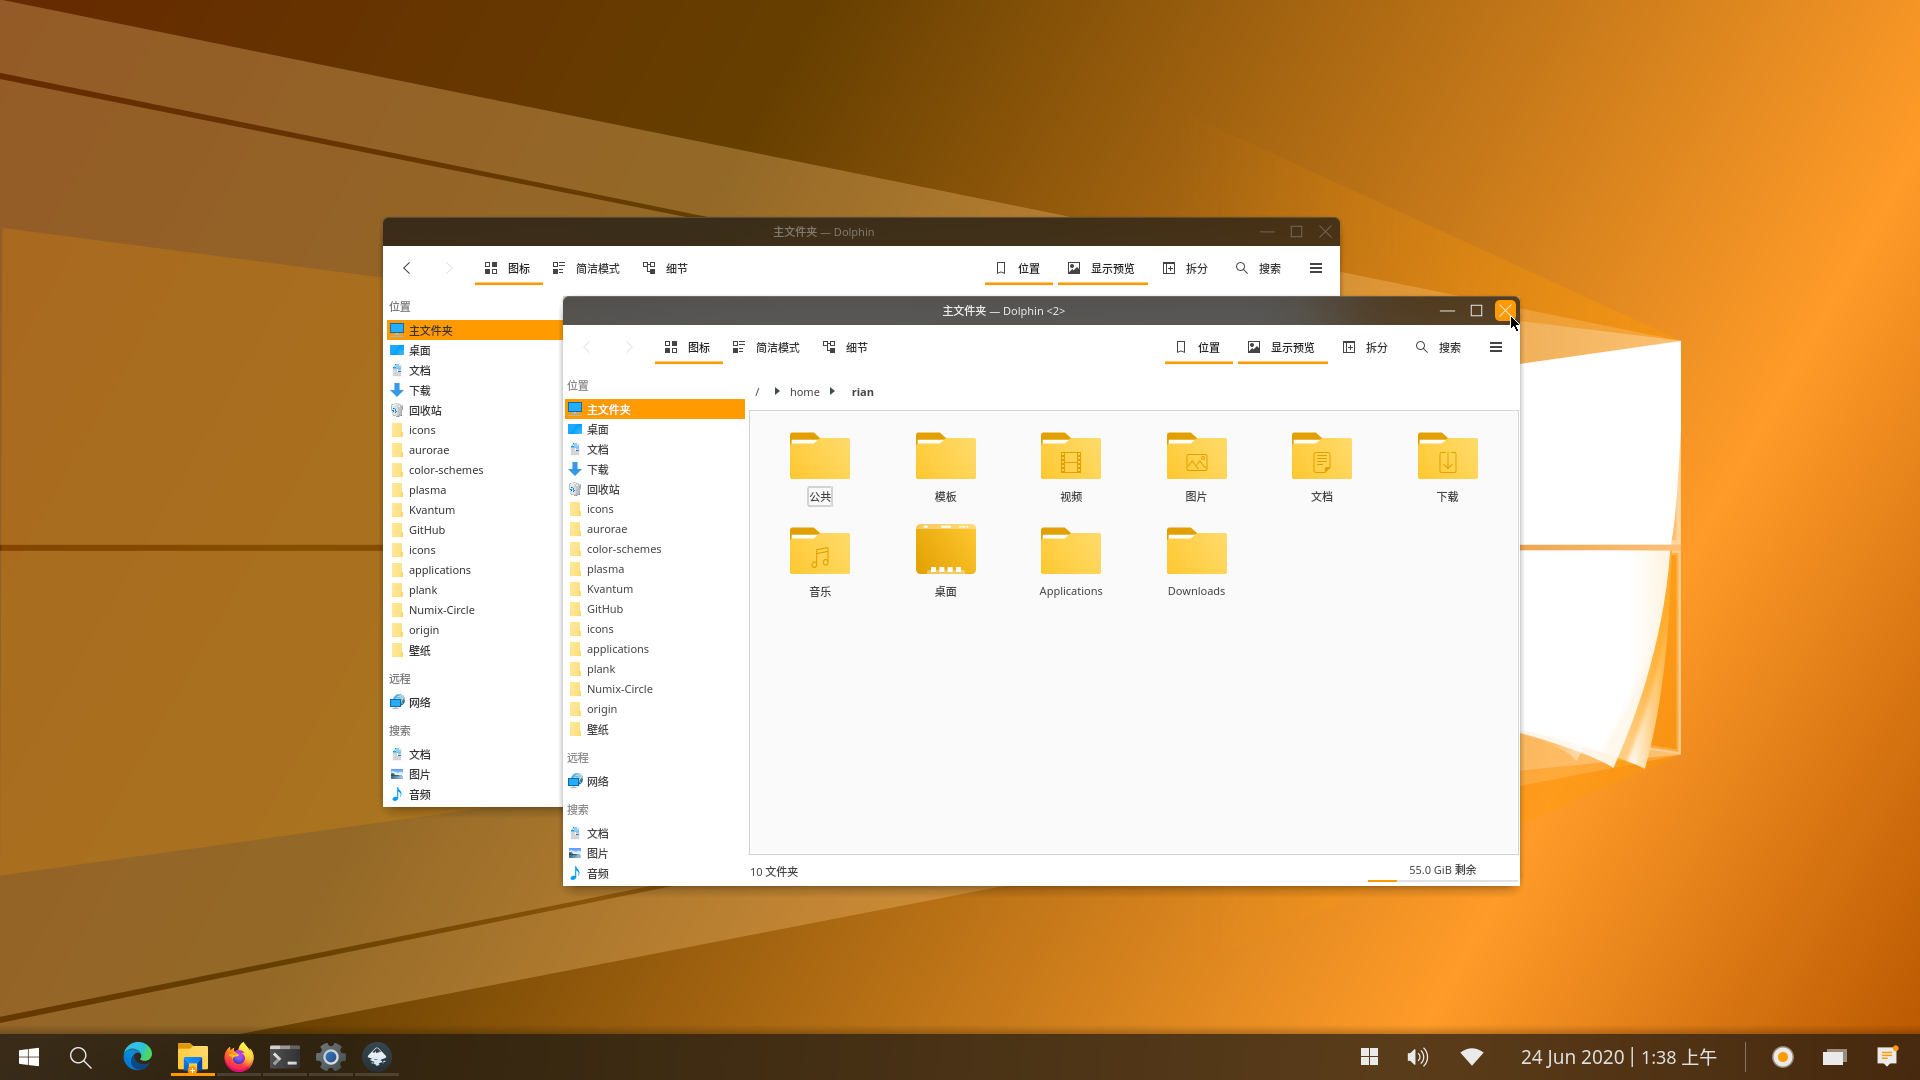 主文件夹 — Dolphin
图标 简洁模式 细节 位置 显示预览 拆分 搜索
位置
主文件夹
桌面
文档
下载
回收站
icons
aurorae
color-schemes
plasma
Kvantum
GitHub
icons
applications
plank
Numix-Circle
origin
壁纸
远程
网络
搜索
文档
图片
音频
主文件夹 — Dolphin <2>
图标 简洁模式 细节 位置 显示预览 拆分 搜索
位置
主文件夹
桌面
文档
下载
回收站
icons
aurorae
color-schemes
plasma
Kvantum
GitHub
icons
applications
plank
Numix-Circle
origin
壁纸
远程
网络
搜索
文档
图片
音频
/ home rian
公共 模板 视频 图片 文档 下载
音乐 桌面 Applications Downloads
10 文件夹 55.0 GiB 剩余
24 Jun 2020 | 1:38 上午